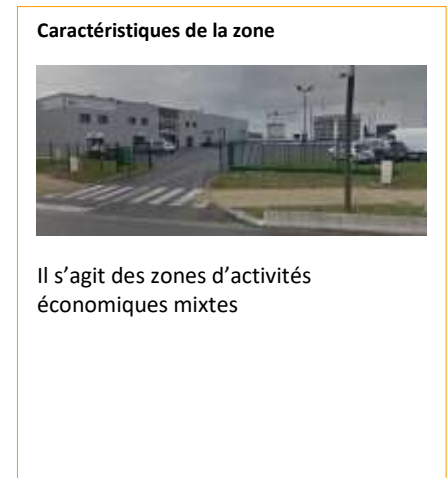 Caractéristiques de la zone
Il s’agit des zones d’activités
économiques mixtes